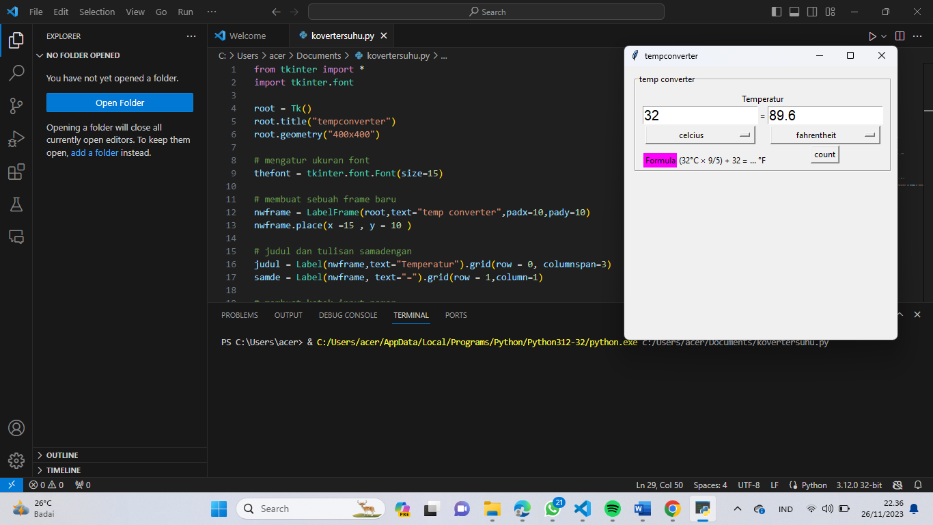 File Edit Selection View Go Run ···
Search
EXPLORER ···
NO FOLDER OPENED
You have not yet opened a folder.
Open Folder
Opening a folder will close all
currently open editors. To keep them
open, add a folder instead.
OUTLINE
TIMELINE
Welcome
kovertersuhu.py
C: > Users > acer > Documents > kovertersuhu.py > ...
1 from tkinter import *
2 import tkinter.font
3
4 root = Tk()
5 root.title("tempconverter")
6 root.geometry("400x400")
7
8 # mengatur ukuran font
9 thefont = tkinter.font.Font(size=15)
10
11 # membuat sebuah frame baru
12 nwframe = LabelFrame(root,text="temp converter",padx=10,pady=10)
13 nwframe.place(x =15 , y = 10 )
14
15 # judul dan tulisan samadengan
16 judul = Label(nwframe,text="Temperatur").grid(row = 0, columnspan=3)
17 samde = Label(nwframe, text="=").grid(row = 1,column=1)
18
PROBLEMS OUTPUT DEBUG CONSOLE TERMINAL PORTS
PS C:\Users\acer> & C:/Users/acer/AppData/Local/Programs/Python/Python312-32/python.exe c:/Users/acer/Documents/kovertersuhu.py
tempconverter
temp converter
Temperatur
32 = 89.6
celcius fahrentheit
Formula (32°C × 9/5) + 32 = ... °F
count
0 0 0
Ln 29, Col 50 Spaces: 4 UTF-8 LF Python 3.12.0 32-bit
26°C
Badai
Search
PRE
21
IND
22.36
26/11/2023